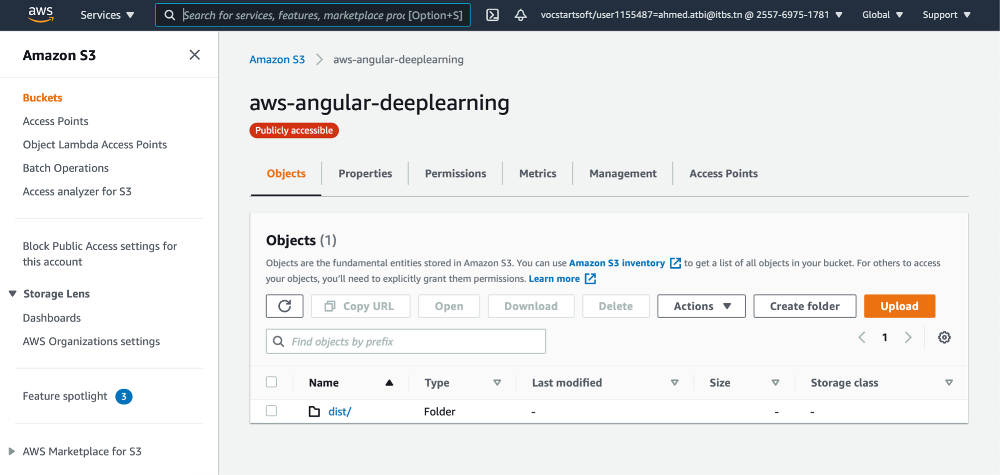 aws
Services
Search for services, features, marketplace proc [Option+S]
vocstartsoft/user1155487=ahmed.atbi@itbs.tn @ 2557-6975-1781
Global
Support
Amazon S3
Buckets
Access Points
Object Lambda Access Points
Batch Operations
Access analyzer for S3
Block Public Access settings for
this account
Storage Lens
Dashboards
AWS Organizations settings
Feature spotlight 3
AWS Marketplace for S3
Amazon S3 > aws-angular-deeplearning
aws-angular-deeplearning
Publicly accessible
Objects Properties Permissions Metrics Management Access Points
Objects (1)
Objects are the fundamental entities stored in Amazon S3. You can use Amazon S3 inventory to get a list of all objects in your bucket. For others to access
your objects, you'll need to explicitly grant them permissions. Learn more
Copy URL Open Download Delete Actions Create folder Upload
Find objects by prefix
1
Name Type Last modified Size Storage class
dist/ Folder - - -